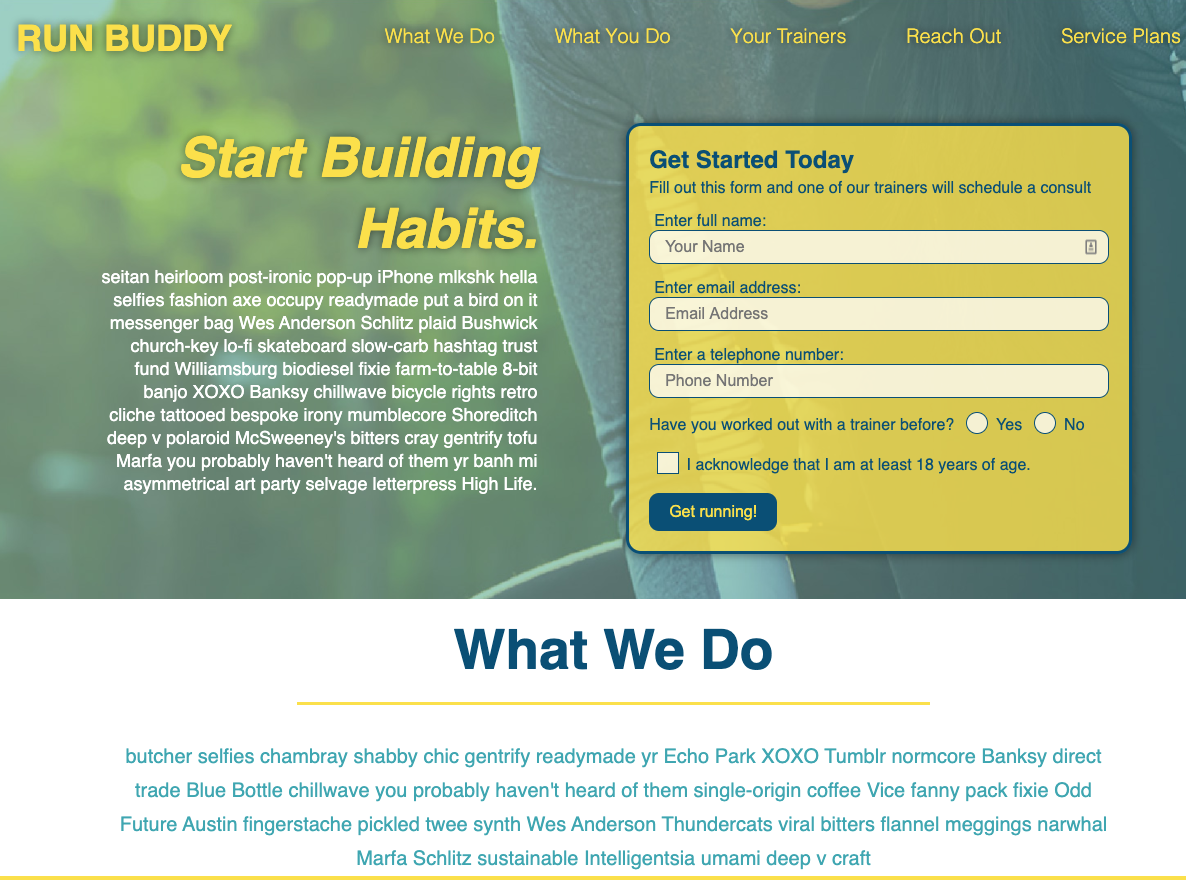 RUN BUDDY
What We Do
What You Do
Your Trainers
Reach Out
Service Plans
Start Building
Habits.
seitan heirloom post-ironic pop-up iPhone mlkshk hella
selfies fashion axe occupy readymade put a bird on it
messenger bag Wes Anderson Schlitz plaid Bushwick
church-key lo-fi skateboard slow-carb hashtag trust
fund Williamsburg biodiesel fixie farm-to-table 8-bit
banjo XOXO Banksy chillwave bicycle rights retro
cliche tattooed bespoke irony mumblecore Shoreditch
deep v polaroid McSweeney's bitters cray gentrify tofu
Marfa you probably haven't heard of them yr banh mi
asymmetrical art party selvage letterpress High Life.
Get Started Today
Fill out this form and one of our trainers will schedule a consult
Enter full name:
Your Name
Enter email address:
Email Address
Enter a telephone number:
Phone Number
Have you worked out with a trainer before? Yes No
I acknowledge that I am at least 18 years of age.
Get running!
What We Do
butcher selfies chambray shabby chic gentrify readymade yr Echo Park XOXO Tumblr normcore Banksy direct
trade Blue Bottle chillwave you probably haven't heard of them single-origin coffee Vice fanny pack fixie Odd
Future Austin fingerstache pickled twee synth Wes Anderson Thundercats viral bitters flannel meggings narwhal
Marfa Schlitz sustainable Intelligentsia umami deep v craft